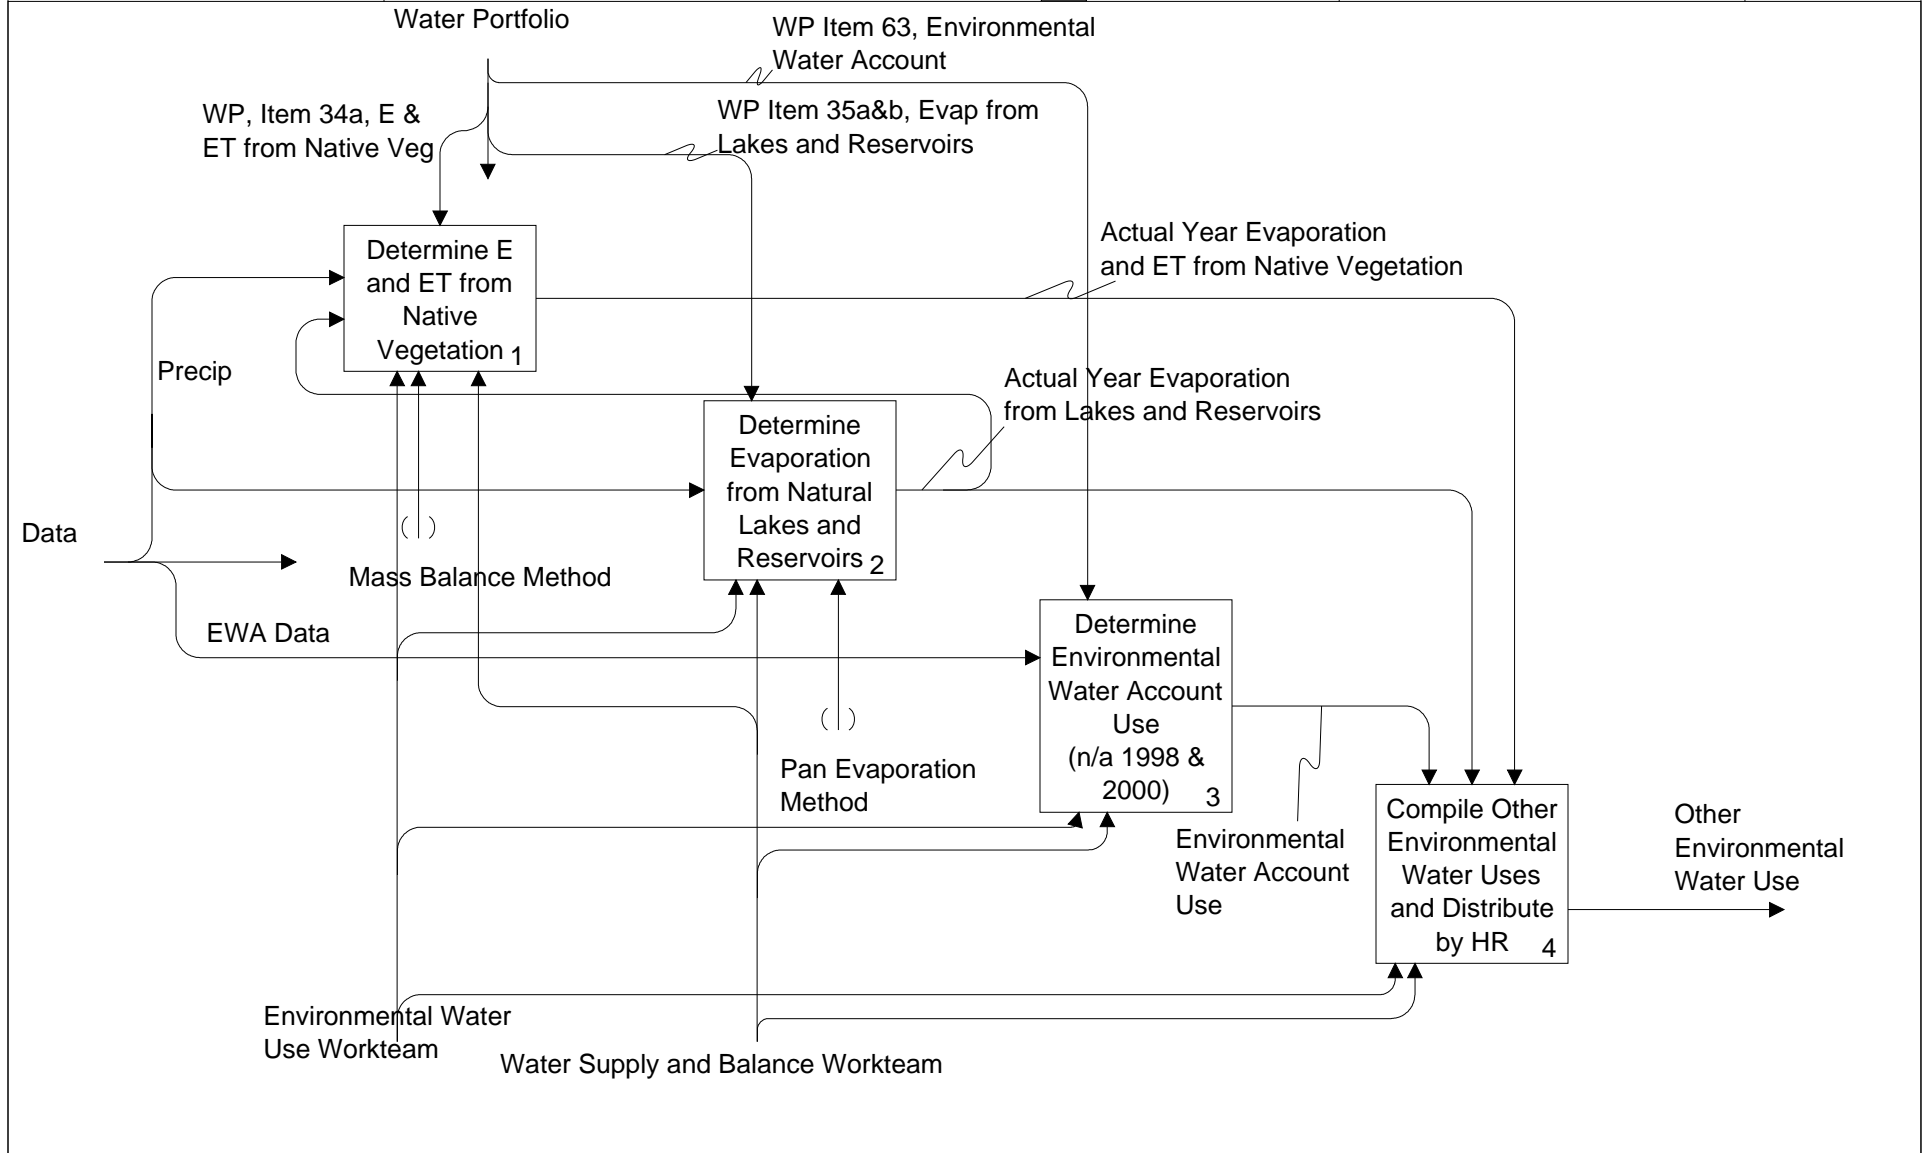 Water Portfolio
WP Item 63, Environmental
Water Account
WP, Item 34a, E &
ET from Native Veg
WP Item 35a&b, Evap from
Lakes and Reservoirs
Determine E
and ET from
Native
Vegetation 1
Actual Year Evaporation
and ET from Native Vegetation
Precip
Actual Year Evaporation
from Lakes and Reservoirs
Determine
Evaporation
from Natural
Lakes and
Reservoirs 2
Data
Mass Balance Method
EWA Data
Determine
Environmental
Water Account
Use
(n/a 1998 &
2000) 3
Pan Evaporation
Method
Environmental
Water Account
Use
Compile Other
Environmental
Water Uses
and Distribute
by HR 4
Other
Environmental
Water Use
Environmental Water
Use Workteam
Water Supply and Balance Workteam